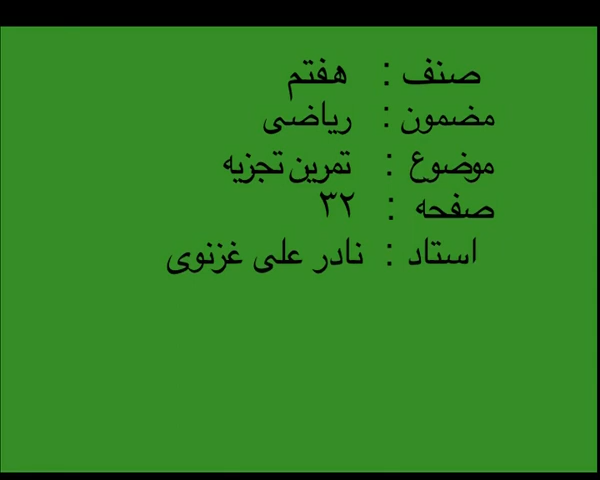 صنف : هفتم
مضمون : ریاضی
موضوع : تمرین تجزیه
صفحه : ۳۲
استاد : نادر علی غزنوی